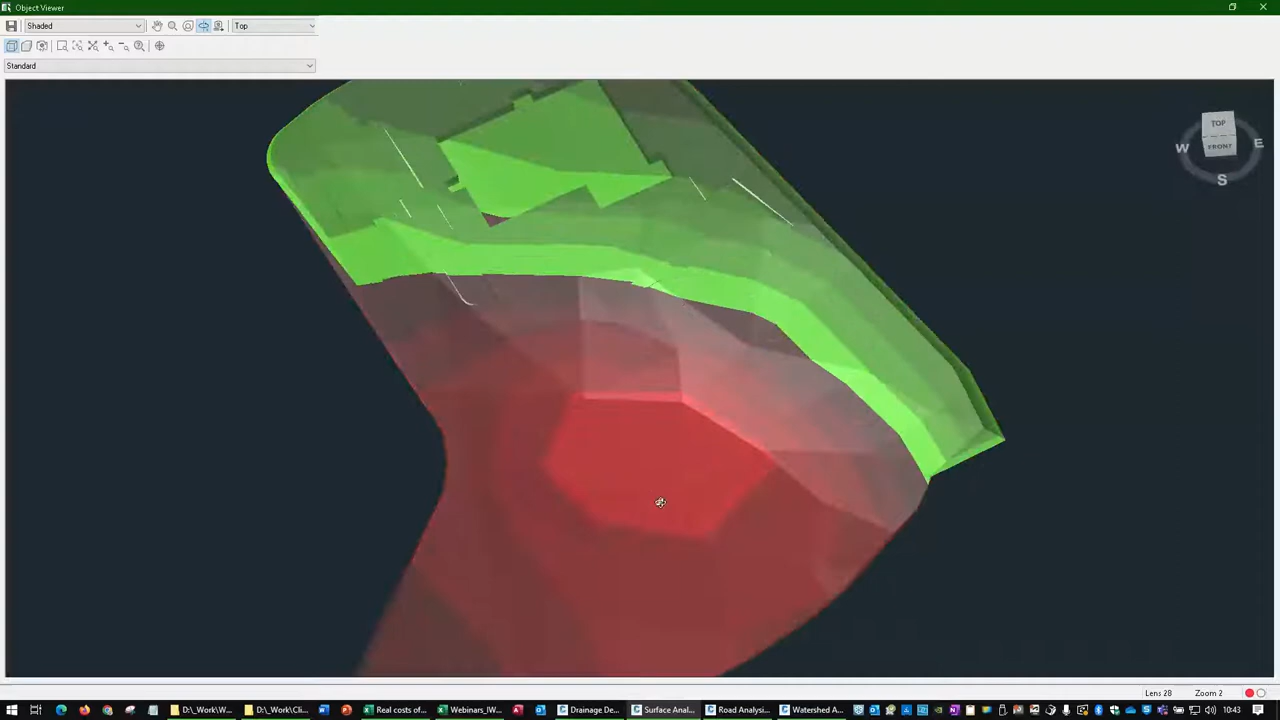 Object Viewer
Shaded
Top
Standard
TOP
FRONT
W
E
S
Lens 28
Zoom 2
D:\_Work\W...
D:\_Work\Cli...
Real costs of...
Webinars_IW...
Drainage De...
Surface Anal...
Road Analysi...
Watershed A...
10:43